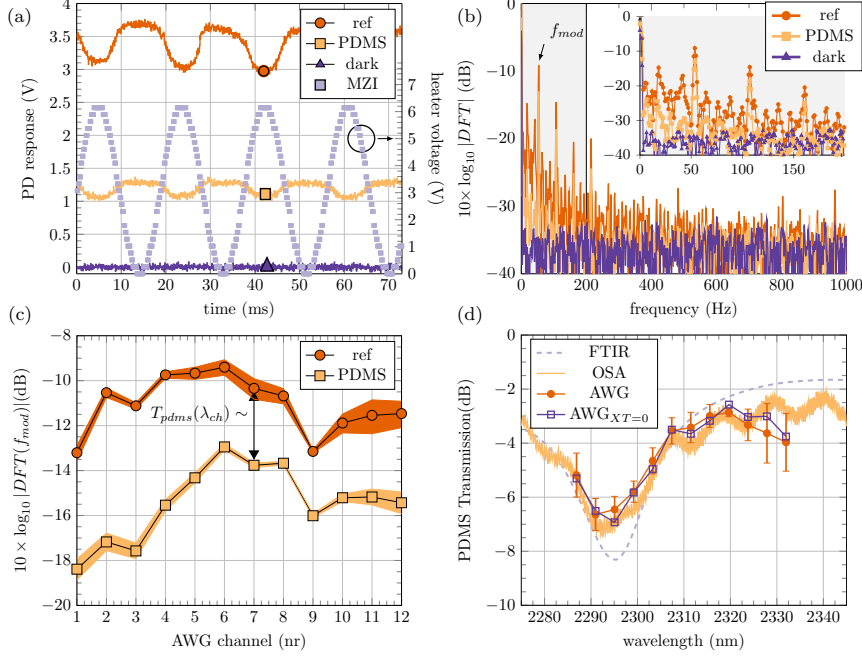 (a)
ref
PDMS
dark
MZI
PD response (V)
0
0.5
1
1.5
2
2.5
3
3.5
4
heater voltage (V)
0
1
2
3
4
5
6
7
0
10
20
30
40
50
60
70
time (ms)
(b)
ref
PDMS
dark
f_mod
10× log₁₀ |DFT| (dB)
0
−10
−20
−30
−40
0
−10
−20
−30
−40
0
50
100
150
0
200
400
600
800
1000
frequency (Hz)
(c)
ref
PDMS
T_pdms(λ_ch) ∼
10 × log₁₀ |DFT(f_mod)|(dB)
−8
−10
−12
−14
−16
−18
−20
1
2
3
4
5
6
7
8
9
10
11
12
AWG channel (nr)
(d)
FTIR
OSA
AWG
AWG_XT=0
PDMS Transmission(dB)
0
−2
−4
−6
−8
−10
2280
2290
2300
2310
2320
2330
2340
wavelength (nm)